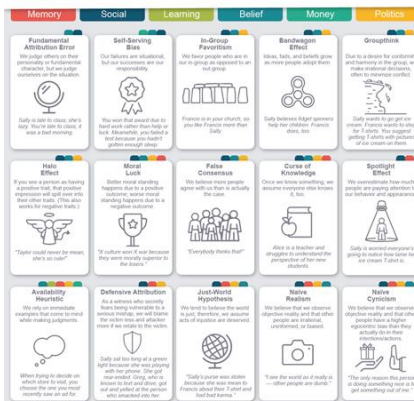 Memory
Social
Learning
Belief
Money
Politics
Fundamental
Attribution Error
We judge others on their
personality or fundamental
character, but we judge
ourselves on the situation.
Sally is late to class; she's
lazy. You're late to class, it
was a bad morning.
Self-Serving
Bias
Our failures are situational,
but our successes are our
responsibility.
You won that award due to
hard work rather than help or
luck. Meanwhile, you failed a
test because you hadn't
gotten enough sleep
In-Group
Favoritism
We favor people who are in
our in-group as opposed to an
out group.
Francis is in your church, so
you like Francis more than
Sally.
Bandwagon
Effect
Ideas, fads, and beliefs grow
as more people adopt them.
Sally believes fidget spinners
help her children. Francis
does, too.
Groupthink
Due to a desire for conformity
and harmony in the group, we
make irrational decisions,
often to minimize conflict.
Sally wants to go get ice
cream. Francis wants to shop
for T-shirts. You suggest
getting T-shirts with pictures
of ice cream on them.
Halo
Effect
If you see a person as having
a positive trait, that positive
impression will spill over into
their other traits. (This also
works for negative traits.)
"Taylor could never be mean;
she's so cute!"
Moral
Luck
Better moral standing
happens due to a positive
outcome; worse moral
standing happens due to a
negative outcome
"X culture won X war because
they were morally superior to
the losers."
False
Consensus
We believe more people
agree with us than is actually
the case.
"Everybody thinks that!"
Curse of
Knowledge
Once we know something, we
assume everyone else knows
it, too.
Alice is a teacher and
struggles to understand the
perspective of her new
students.
Spotlight
Effect
We overestimate how much
people are paying attention to
our behavior and appearance.
Sally is worried everyone's
going to notice how lame her
ice cream T-shirt is.
Availability
Heuristic
We rely on immediate
examples that come to mind
while making judgments.
When trying to decide on
which store to visit, you
choose the one you most
recently saw an ad for.
Defensive Attribution
As a witness who secretly
fears being vulnerable to a
serious mishap, we will blame
the victim less and attacker
more if we relate to the victim.
Sally sat too long at a green
light because she was playing
with her phone. She got
rear-ended. Greg, who is
known to text and drive, got
out and yelled at the person
who smacked into her.
Just-World
Hypothesis
We tend to believe the world
is just; therefore, we assume
acts of injustice are deserved.
"Sally's purse was stolen
because she was mean to
Francis about their T-shirt and
had bad karma."
Naïve
Realism
We believe that we observe
objective reality and that other
people are irrational,
uninformed, or biased.
"I see the world as it really is
— other people are dumb."
Naïve
Cynicism
We believe that we observe
objective reality and that other
people have a higher
egocentric bias than they
actually do in their
intentions/actions.
"The only reason this person
is doing something nice is to
get something out of me."